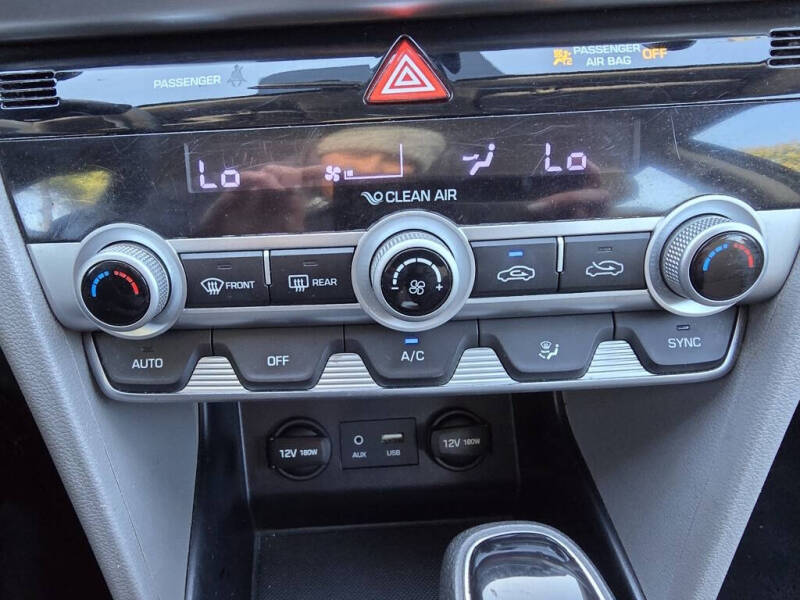 PASSENGER
PASSENGER
AIR BAG OFF
Lo
Lo
CLEAN AIR
FRONT
REAR
- +
AUTO
OFF
A/C
SYNC
12V 180W
AUX
USB
12V 180W